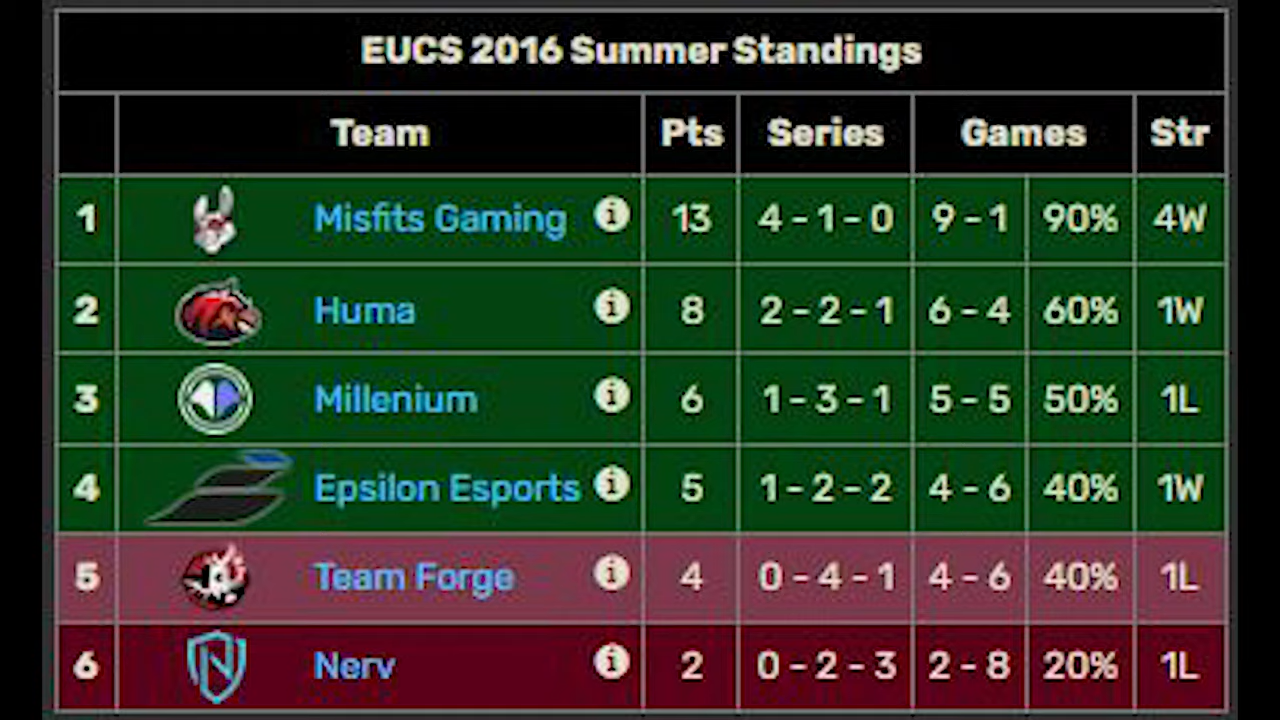 EUCS 2016 Summer Standings
Team Pts Series Games Str
1 Misfits Gaming i 13 4 - 1 - 0 9 - 1 90% 4W
2 Huma i 8 2 - 2 - 1 6 - 4 60% 1W
3 Millenium i 6 1 - 3 - 1 5 - 5 50% 1L
4 Epsilon Esports i 5 1 - 2 - 2 4 - 6 40% 1W
5 Team Forge i 4 0 - 4 - 1 4 - 6 40% 1L
6 Nerv i 2 0 - 2 - 3 2 - 8 20% 1L